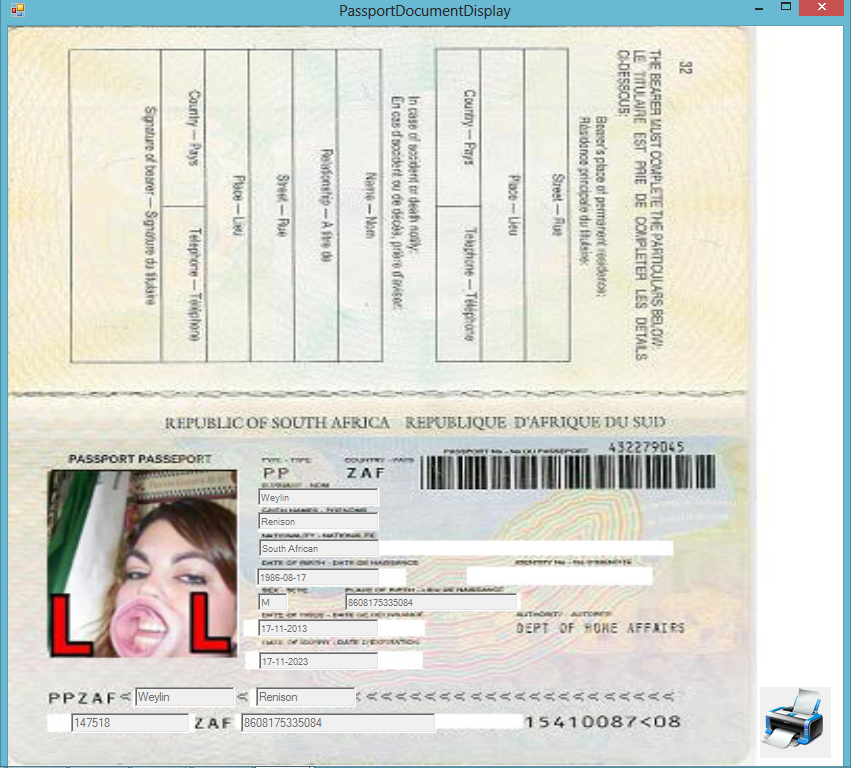 PassportDocumentDisplay
32
THE BEARER MUST COMPLETE THE PARTICULARS BELOW:
LE TITULAIRE EST PRIE DE COMPLETER LES DETAILS
CI-DESSOUS:
Bearer's place of permanent residence:
Résidence principale du titulaire:
Street — Rue
Place — Lieu
Country — Pays
Telephone — Téléphone
In case of accident or death notify:
En cas d'accident ou de décès, prière d'aviser:
Name — Nom
Relationship — A titre de
Street — Rue
Place — Lieu
Country — Pays
Telephone — Téléphone
Signature of bearer — Signature du titulaire
REPUBLIC OF SOUTH AFRICA REPUBLIQUE D'AFRIQUE DU SUD
PASSPORT PASSEPORT
TYPE - TYPE
COUNTRY - PAYS
PASSPORT No - No DU PASSEPORT
432279045
PP
ZAF
SURNAME - NOM
Weylin
GIVEN NAMES - PRENOMS
Renison
NATIONALITY - NATIONALITE
South African
DATE OF BIRTH - DATE DE NAISSANCE
1986-08-17
SEX - SEXE
PLACE OF BIRTH - LIEU DE NAISSANCE
M
8608175335084
DATE OF ISSUE - DATE DE DELIVRANCE
AUTHORITY - AUTORITE
17-11-2013
DEPT OF HOME AFFAIRS
DATE OF EXPIRY - DATE D'EXPIRATION
17-11-2023
L L
PPZAF< Weylin < Renison <<<<<<<<<<<<<<<<<<<<<
147518 ZAF 8608175335084 15410087<08